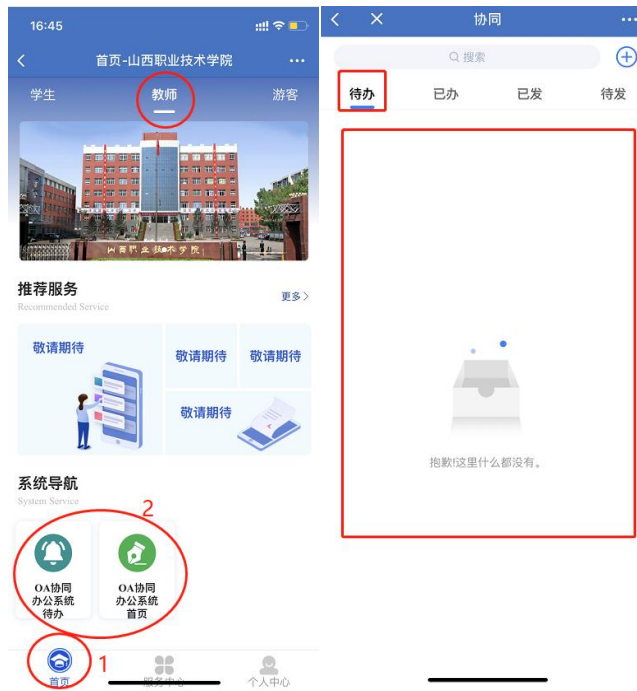 16:45
首页-山西职业技术学院
学生 教师 游客
山西职业技术学院
推荐服务
Recommended Service
更多
敬请期待
敬请期待
敬请期待
敬请期待
系统导航
System Service
2
OA协同
办公系统
待办
OA协同
办公系统
首页
1
首页
服务中心
个人中心
协同
搜索
待办 已办 已发 待发
抱歉!这里什么都没有。